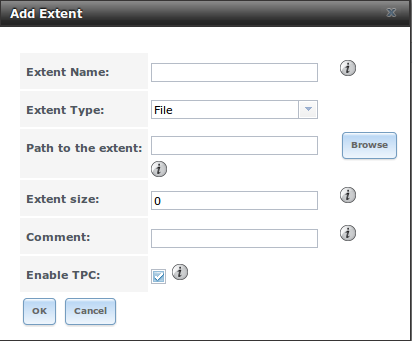 Add Extent
Extent Name:
Extent Type: File
Path to the extent: Browse
Extent size: 0
Comment:
Enable TPC:
OK Cancel